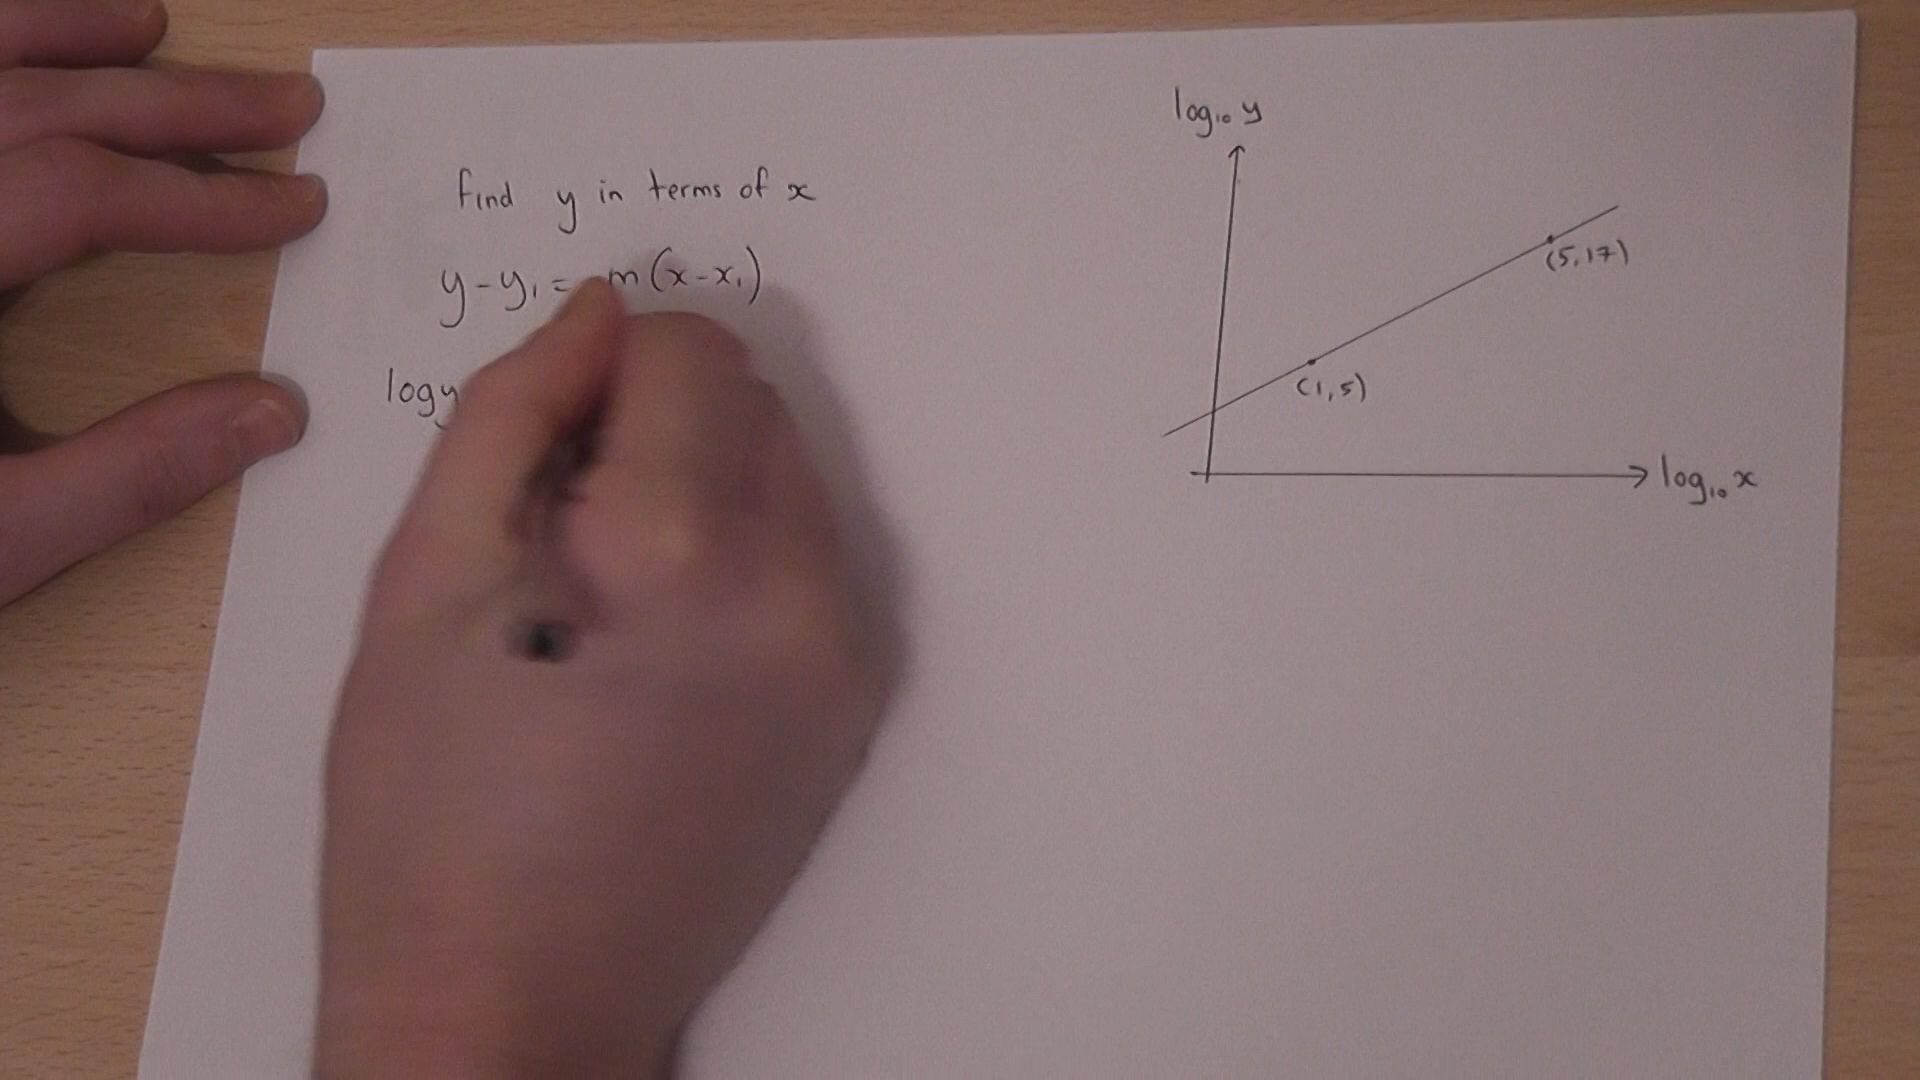 find y in terms of x
y-y₁ = m(x-x₁)
logy
log₁₀ y
(5,17)
(1,5)
log₁₀ x